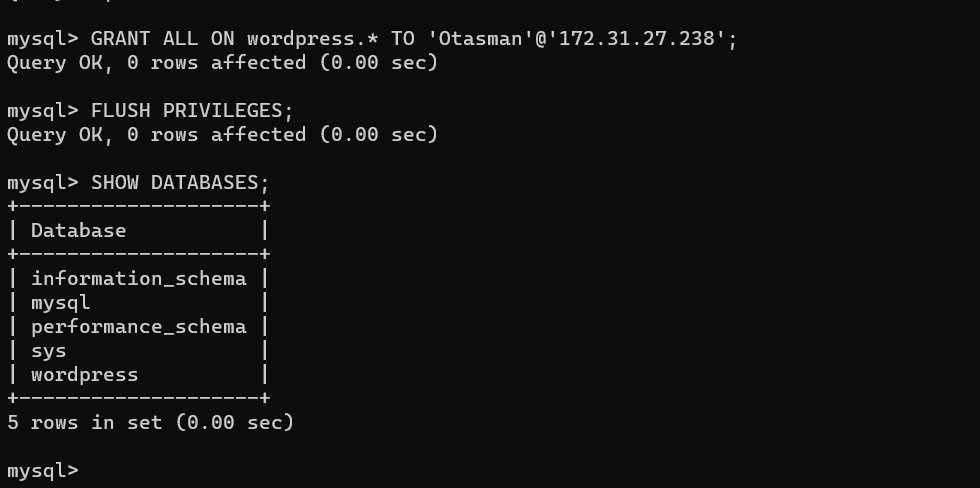 mysql> GRANT ALL ON wordpress.* TO 'Otasman'@'172.31.27.238';
Query OK, 0 rows affected (0.00 sec)
mysql> FLUSH PRIVILEGES;
Query OK, 0 rows affected (0.00 sec)
mysql> SHOW DATABASES;
+--------------------+
| Database           |
+--------------------+
| information_schema |
| mysql              |
| performance_schema |
| sys                |
| wordpress          |
+--------------------+
5 rows in set (0.00 sec)
mysql>